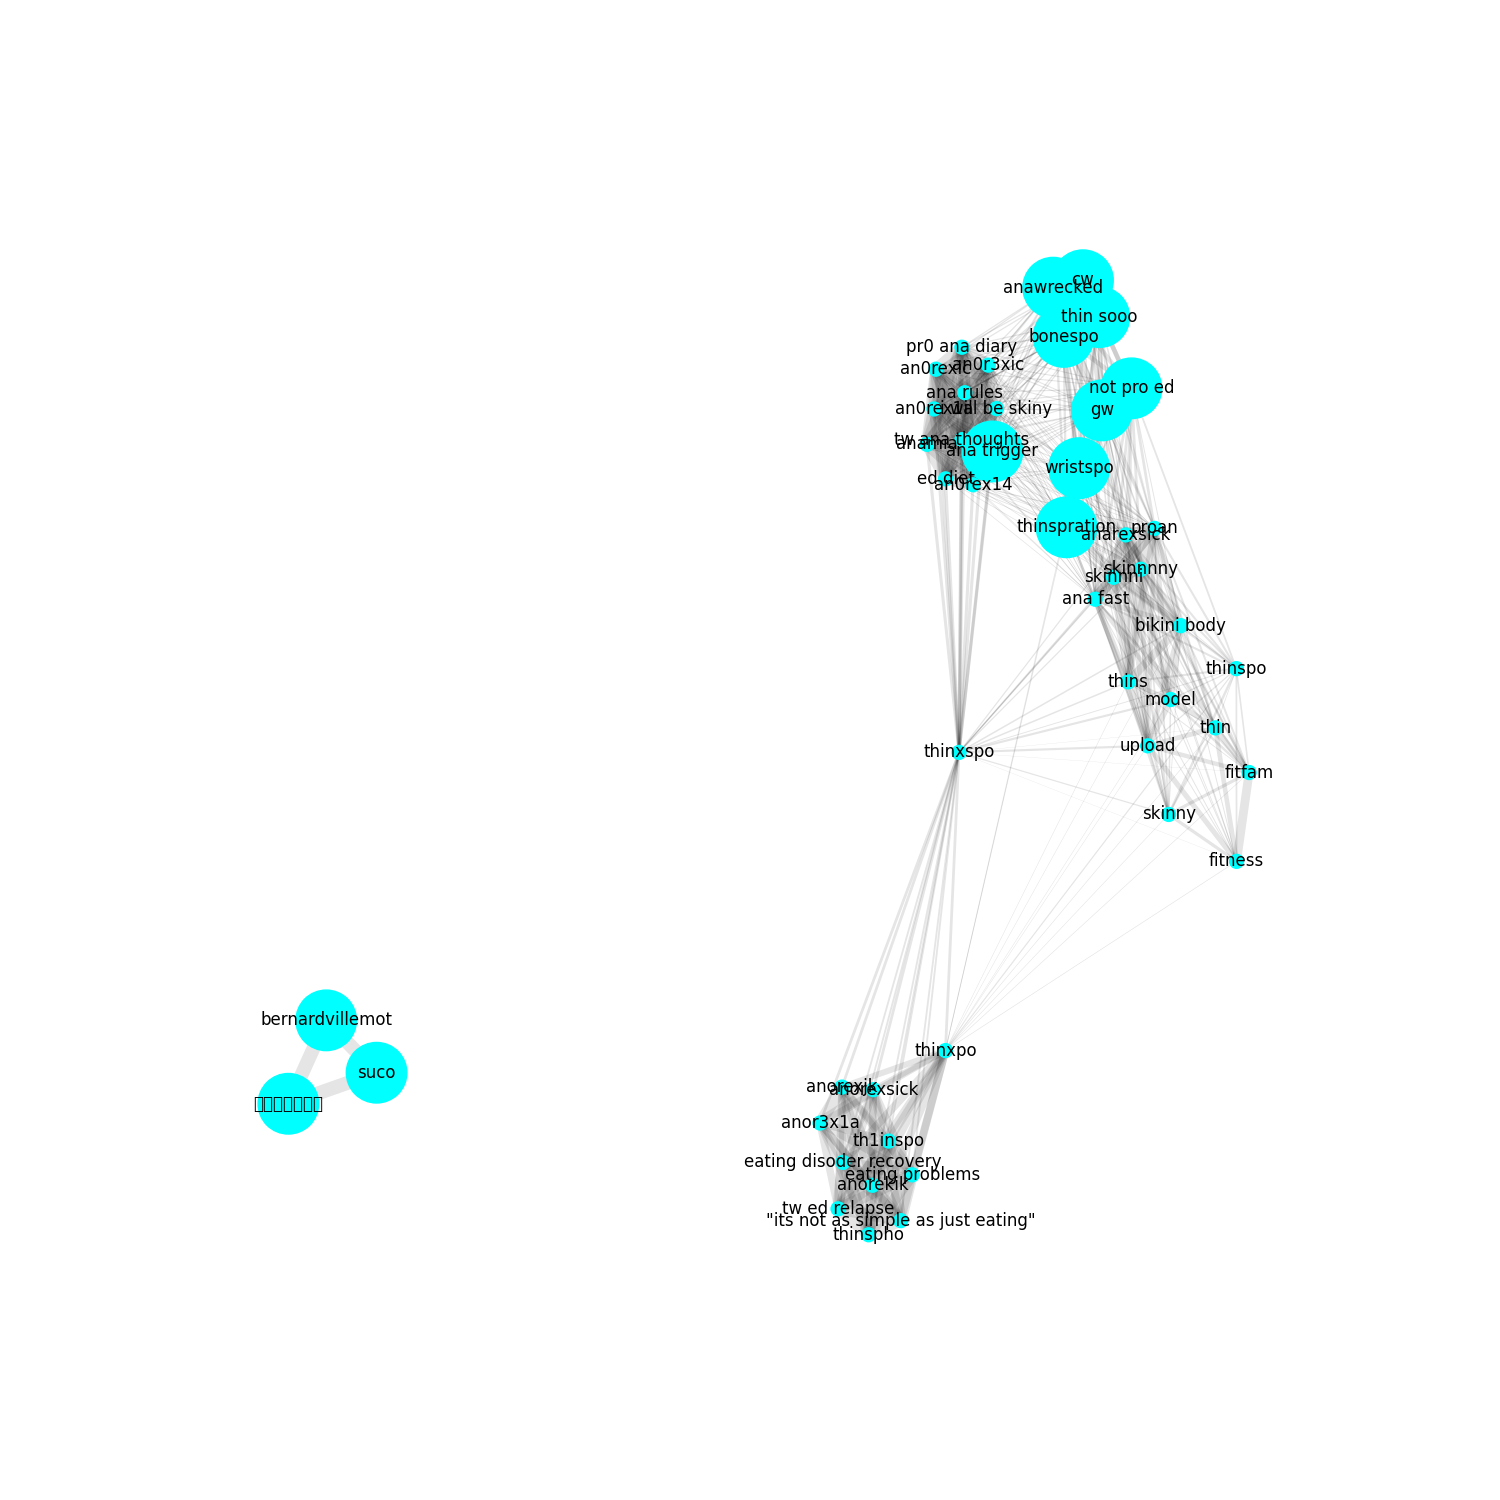 cw
anawrecked
thin sooo
bonespo
pr0 ana diary
an0r3xic
an0rexic
not pro ed
ana rules
gw
i will be skiny
tw ana thoughts
anamia
ana trigger
wristspo
ed diet
an0rex14
thinspration
proan
anarexsick
skinnnny
skinnni
ana fast
bikini body
thinspo
thins
model
thin
upload
thinxspo
fitfam
skinny
fitness
bernardvillemot
thinxpo
suco
anorexik
anorexsick
anor3x1a
th1inspo
eating disoder recovery
eating problems
anorekik
tw ed relapse
"its not as simple as just eating"
thinspho